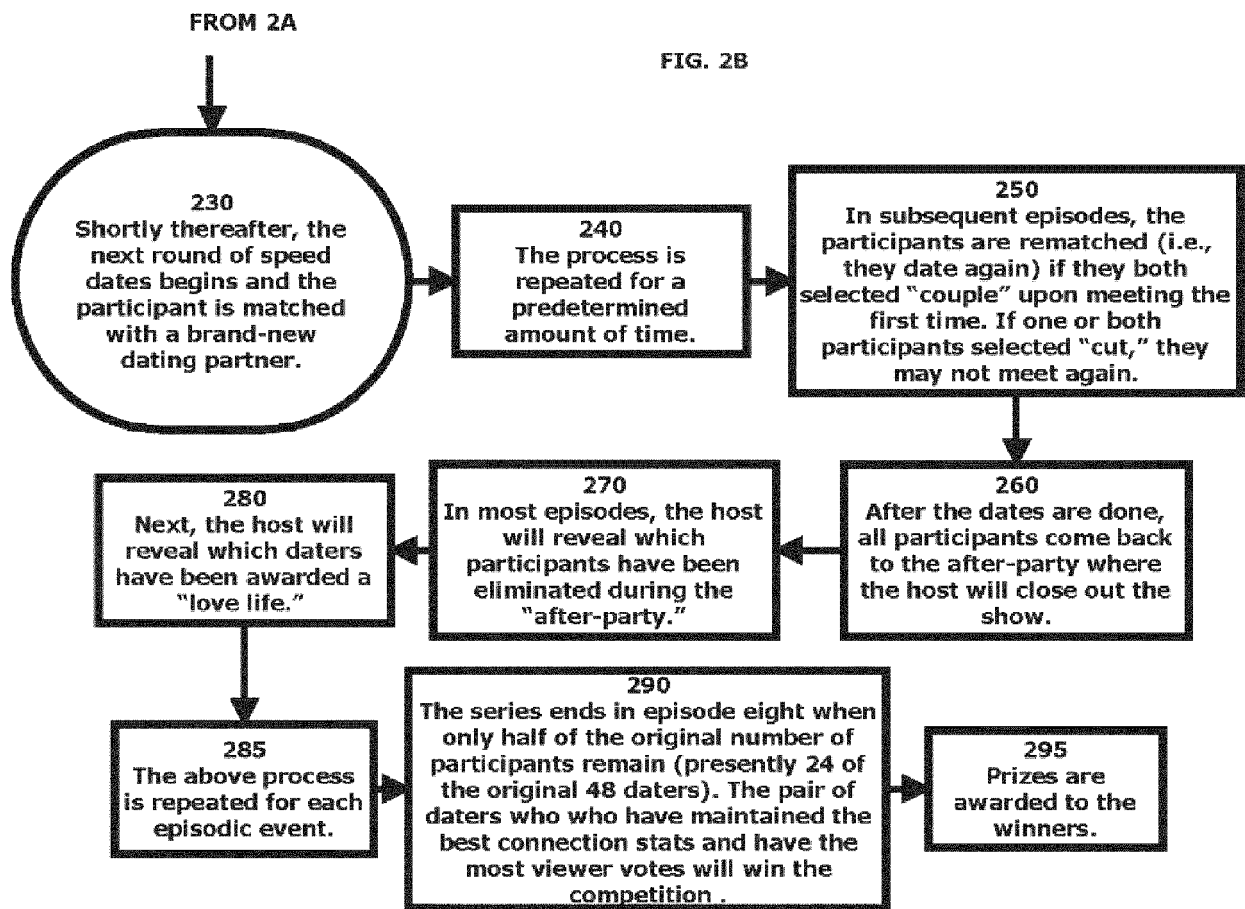 FROM 2A
FIG. 2B
230
Shortly thereafter, the
next round of speed
dates begins and the
participant is matched
with a brand-new
dating partner.
240
The process is
repeated for a
predetermined
amount of time.
250
In subsequent episodes, the
participants are rematched (i.e.,
they date again) if they both
selected “couple” upon meeting the
first time. If one or both
participants selected “cut,” they
may not meet again.
260
After the dates are done,
all participants come back
to the after-party where
the host will close out the
show.
270
In most episodes, the host
will reveal which
participants have been
eliminated during the
“after-party.”
280
Next, the host will
reveal which daters
have been awarded a
“love life.”
285
The above process
is repeated for each
episodic event.
290
The series ends in episode eight when
only half of the original number of
participants remain (presently 24 of
the original 48 daters). The pair of
daters who who have maintained the
best connection stats and have the
most viewer votes will win the
competition .
295
Prizes are
awarded to the
winners.